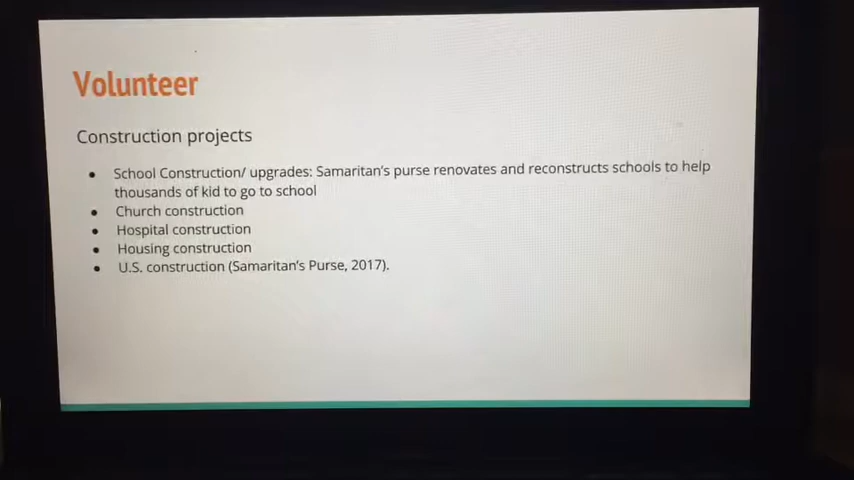 Volunteer
Construction projects
● School Construction/ upgrades: Samaritan's purse renovates and reconstructs schools to help
thousands of kid to go to school
● Church construction
● Hospital construction
● Housing construction
● U.S. construction (Samaritan's Purse, 2017).